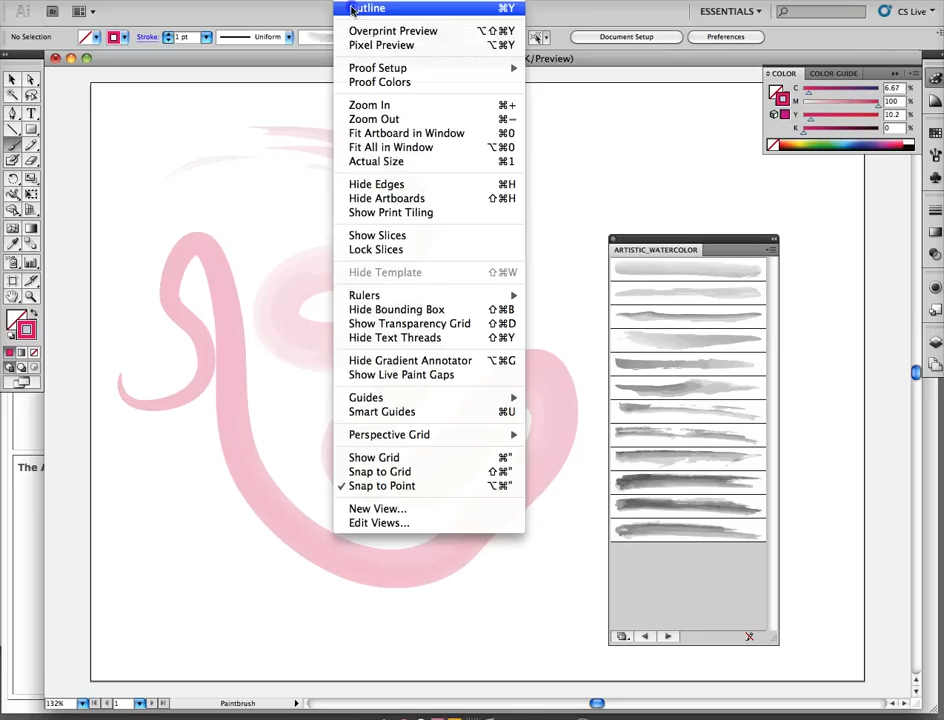 Outline ⌘Y
Ai Br ESSENTIALS CS Live
No Selection Stroke: 1 pt Uniform Document Setup Preferences
Overprint Preview ⌥⇧⌘Y
Pixel Preview ⌥⌘Y
K/Preview)
Proof Setup
Proof Colors
Zoom In ⌘+
Zoom Out ⌘−
Fit Artboard in Window ⌘0
Fit All in Window ⌥⌘0
Actual Size ⌘1
Hide Edges ⌘H
Hide Artboards ⇧⌘H
Show Print Tiling
Show Slices
Lock Slices
Hide Template ⇧⌘W
Rulers
Hide Bounding Box ⇧⌘B
Show Transparency Grid ⇧⌘D
Hide Text Threads ⇧⌘Y
Hide Gradient Annotator ⌥⌘G
Show Live Paint Gaps
Guides
Smart Guides ⌘U
Perspective Grid
Show Grid ⌘"
Snap to Grid ⇧⌘"
✓ Snap to Point ⌥⌘"
New View...
Edit Views...
COLOR COLOR GUIDE
C 6.67 %
M 100 %
Y 10.2 %
K 0 %
ARTISTIC_WATERCOLOR
The A
132% 1 Paintbrush